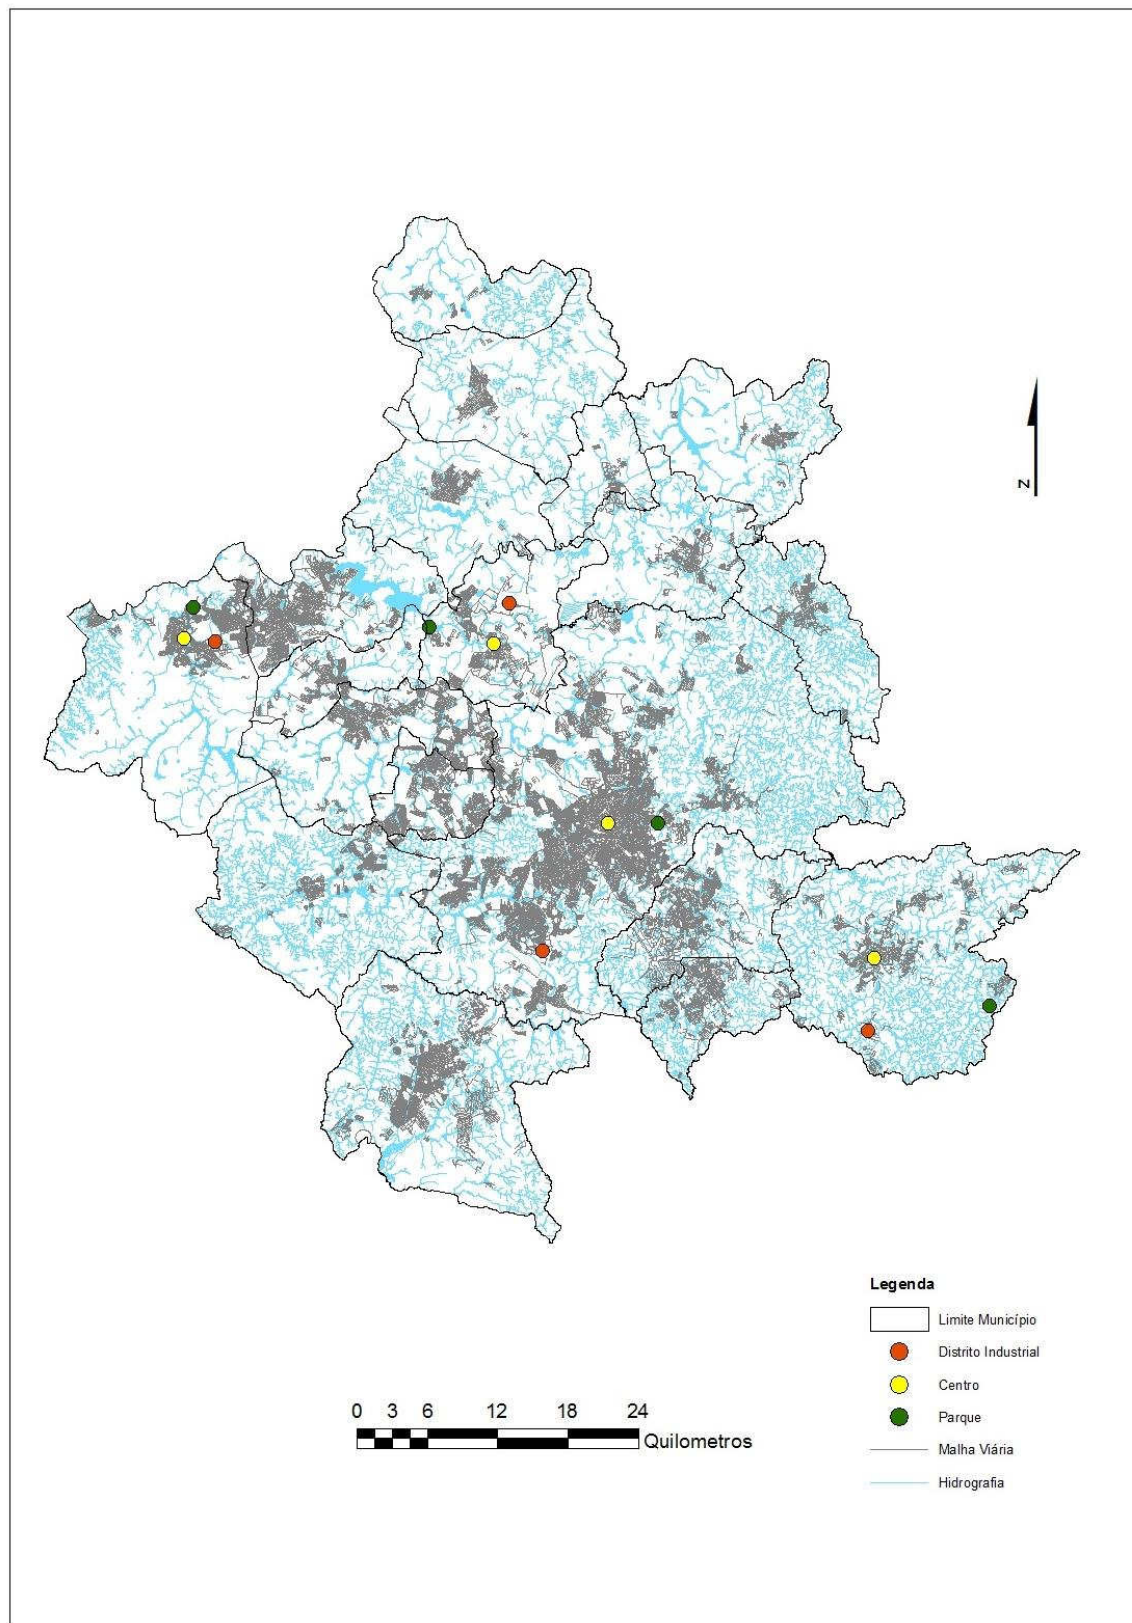 N
Legenda
Limite Município
Distrito Industrial
Centro
Parque
Malha Viária
Hidrografia
0 3 6 12 18 24
Quilometros